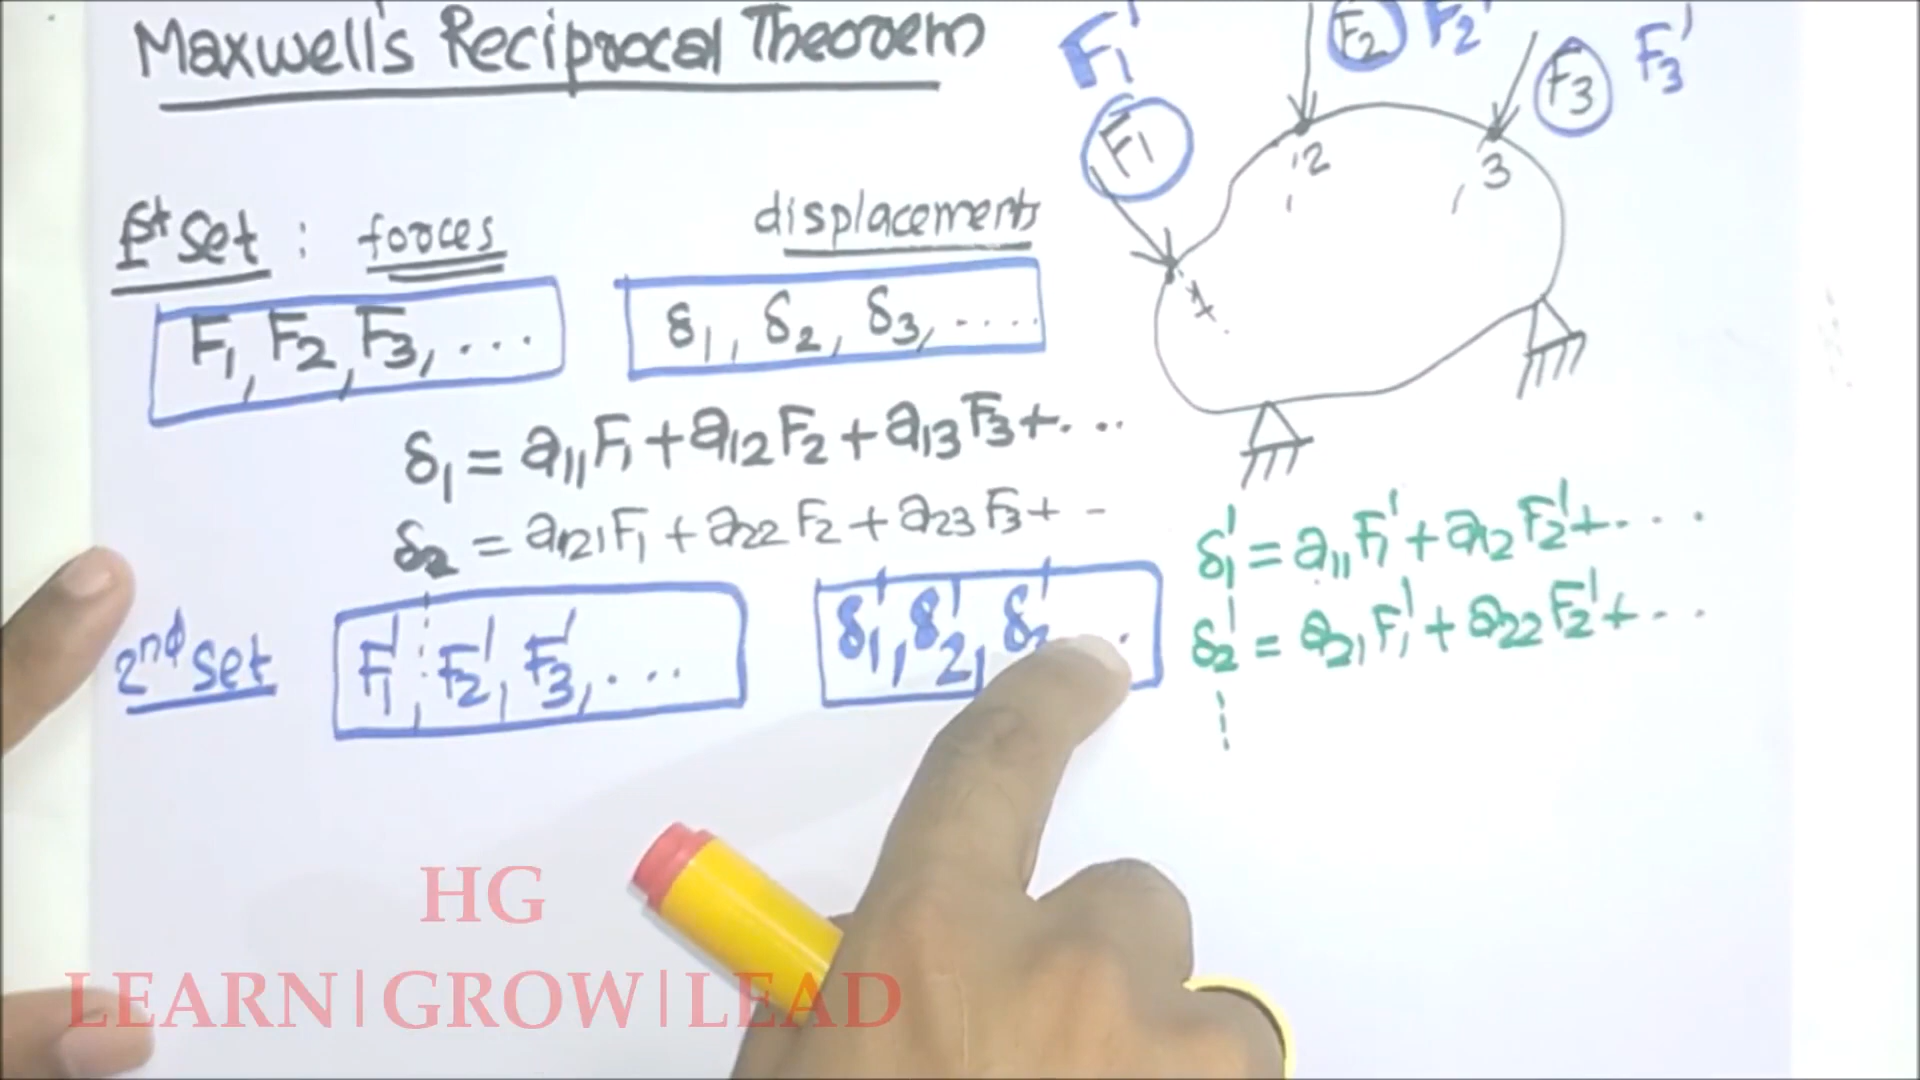 Maxwell's Reciprocal Theorem
F1' F2 F2' F3 F3'
F1
2 3
1
1st Set : forces displacements
F1, F2, F3, ... δ1, δ2, δ3, ....
δ1 = a11F1 + a12F2 + a13F3 + ...
δ2 = a21F1 + a22F2 + a23F3 + --
2nd Set F1', F2', F3', ... δ1', δ2', δ3' .
δ1' = a11F1' + a12F2' + ....
δ2' = a21F1' + a22F2' + ...
HG
LEARN|GROW|LEAD